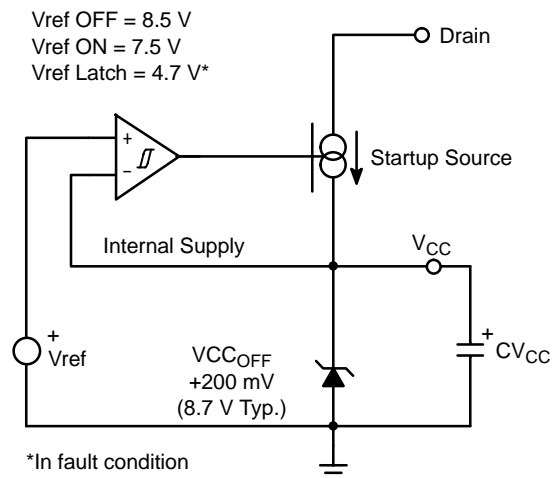 Vref OFF = 8.5 V
Vref ON = 7.5 V
Vref Latch = 4.7 V*
Drain
+
−
Startup Source
Internal Supply
VCC
+
Vref
VCCOFF
+200 mV
(8.7 V Typ.)
+
CVCC
*In fault condition